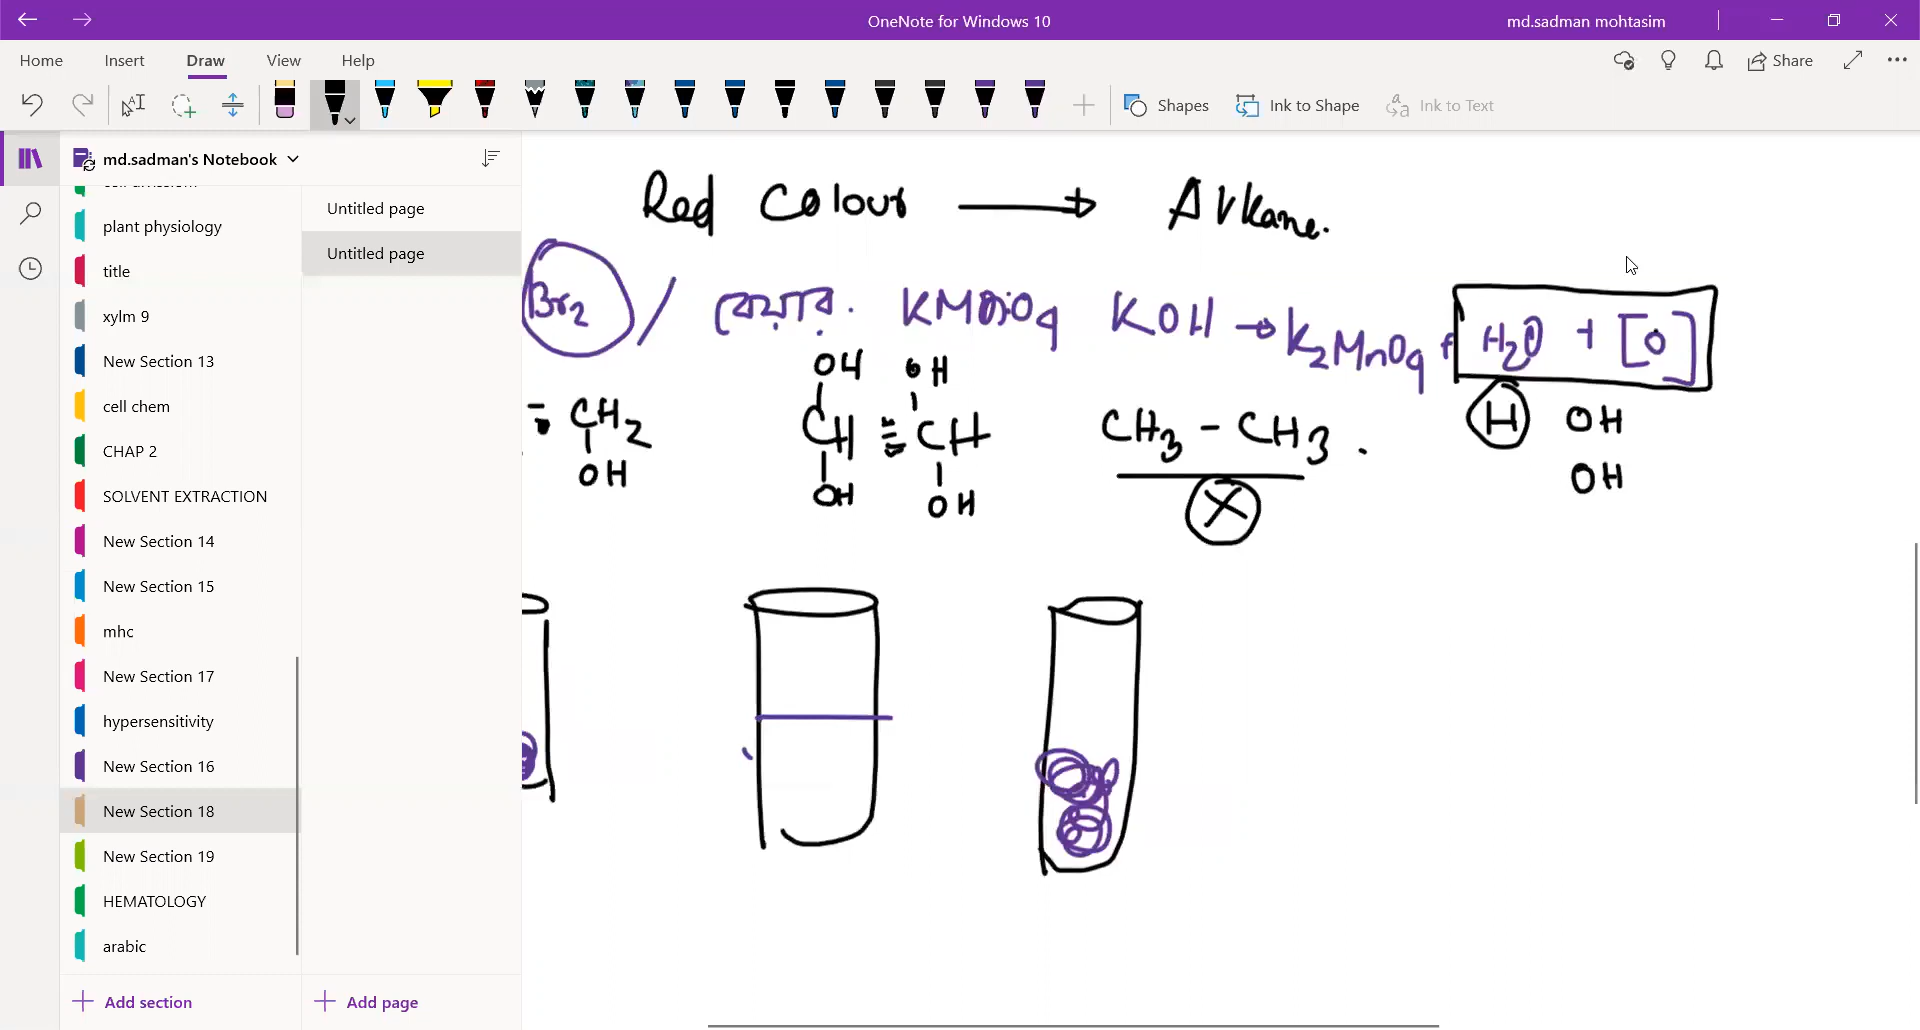 OneNote for Windows 10
md.sadman mohtasim
Home Insert Draw View Help
Share
Shapes Ink to Shape Ink to Text
md.sadman's Notebook
plant physiology
title
xylm 9
New Section 13
cell chem
CHAP 2
SOLVENT EXTRACTION
New Section 14
New Section 15
mhc
New Section 17
hypersensitivity
New Section 16
New Section 18
New Section 19
HEMATOLOGY
arabic
Add section
Untitled page
Untitled page
Add page
Red Colour → Alkane.
Br2 / KMnO4 KOH → K2MnO4 + H2O + [O]
OH OH
= CH2 CH ≡ CH CH3 - CH3 . H OH
OH OH OH X OH